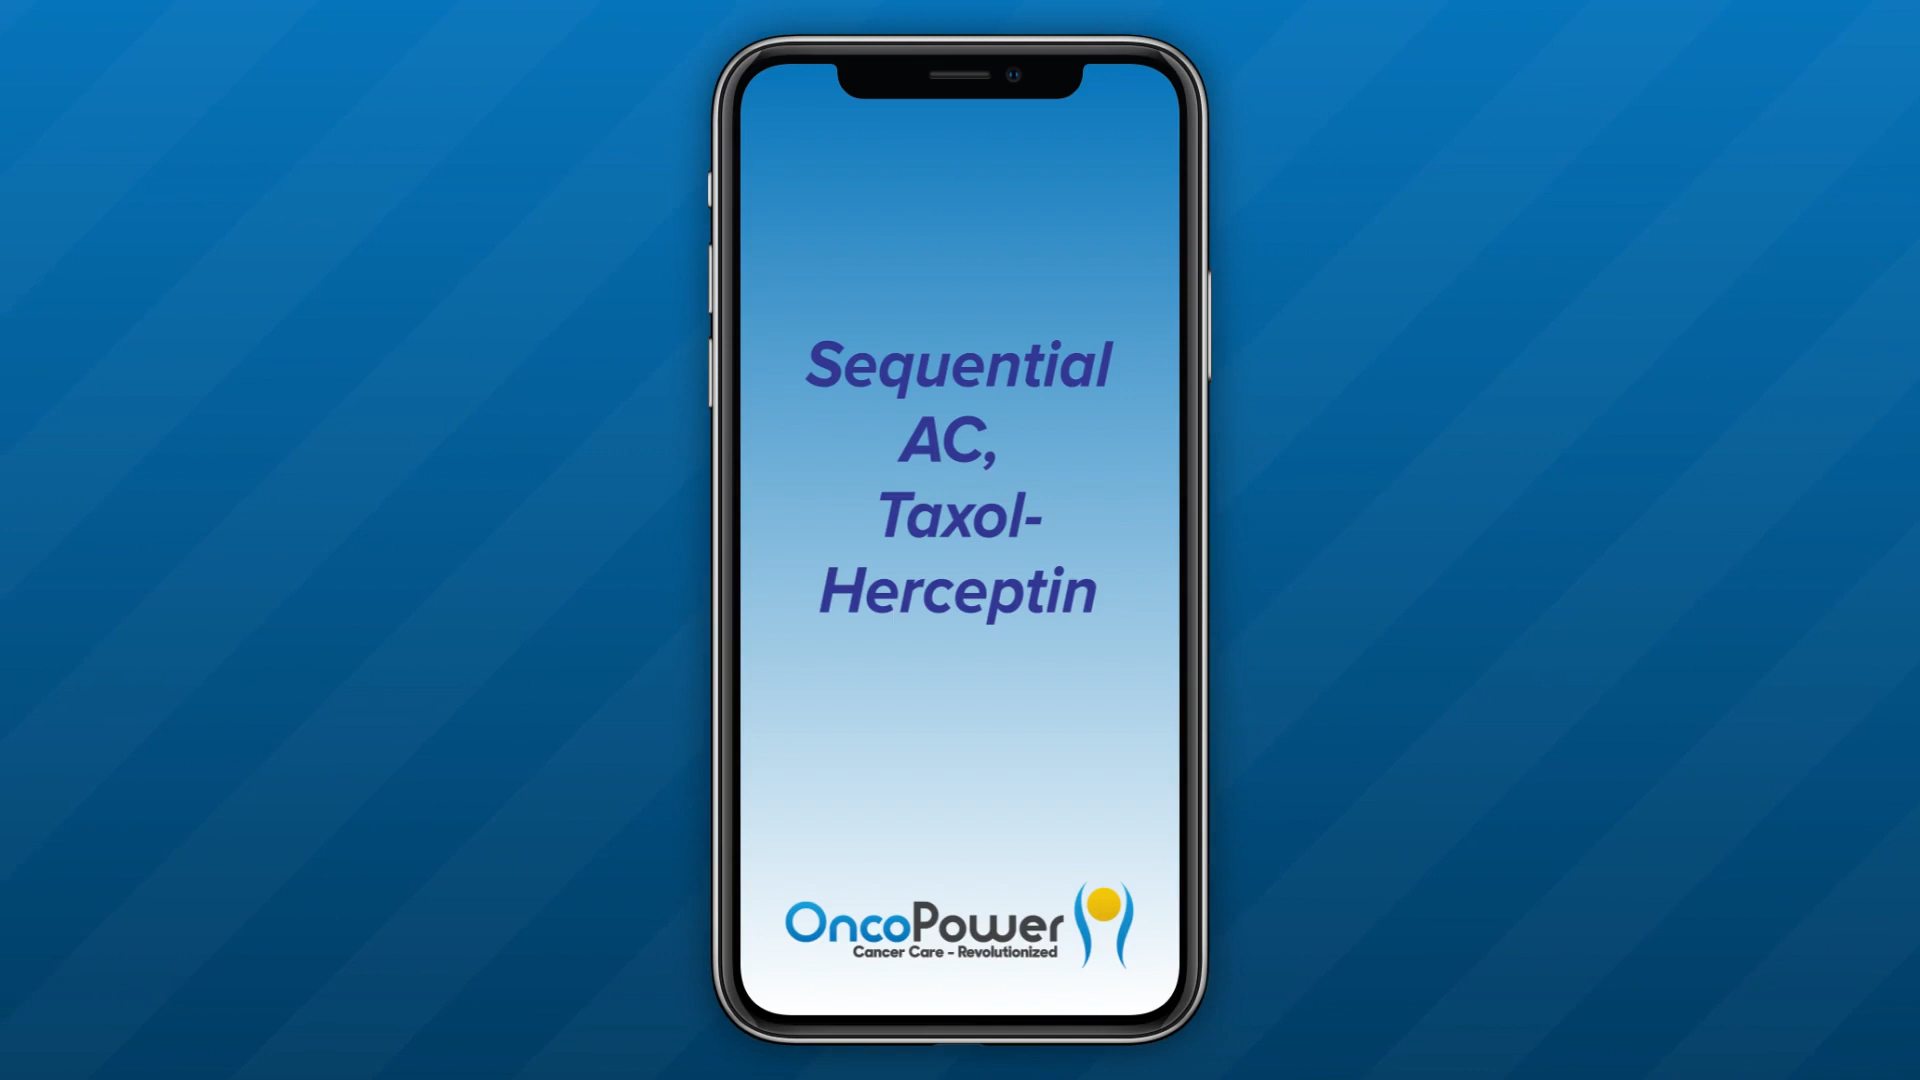 Sequential
AC,
Taxol-
Herceptin
OncoPower
Cancer Care - Revolutionized